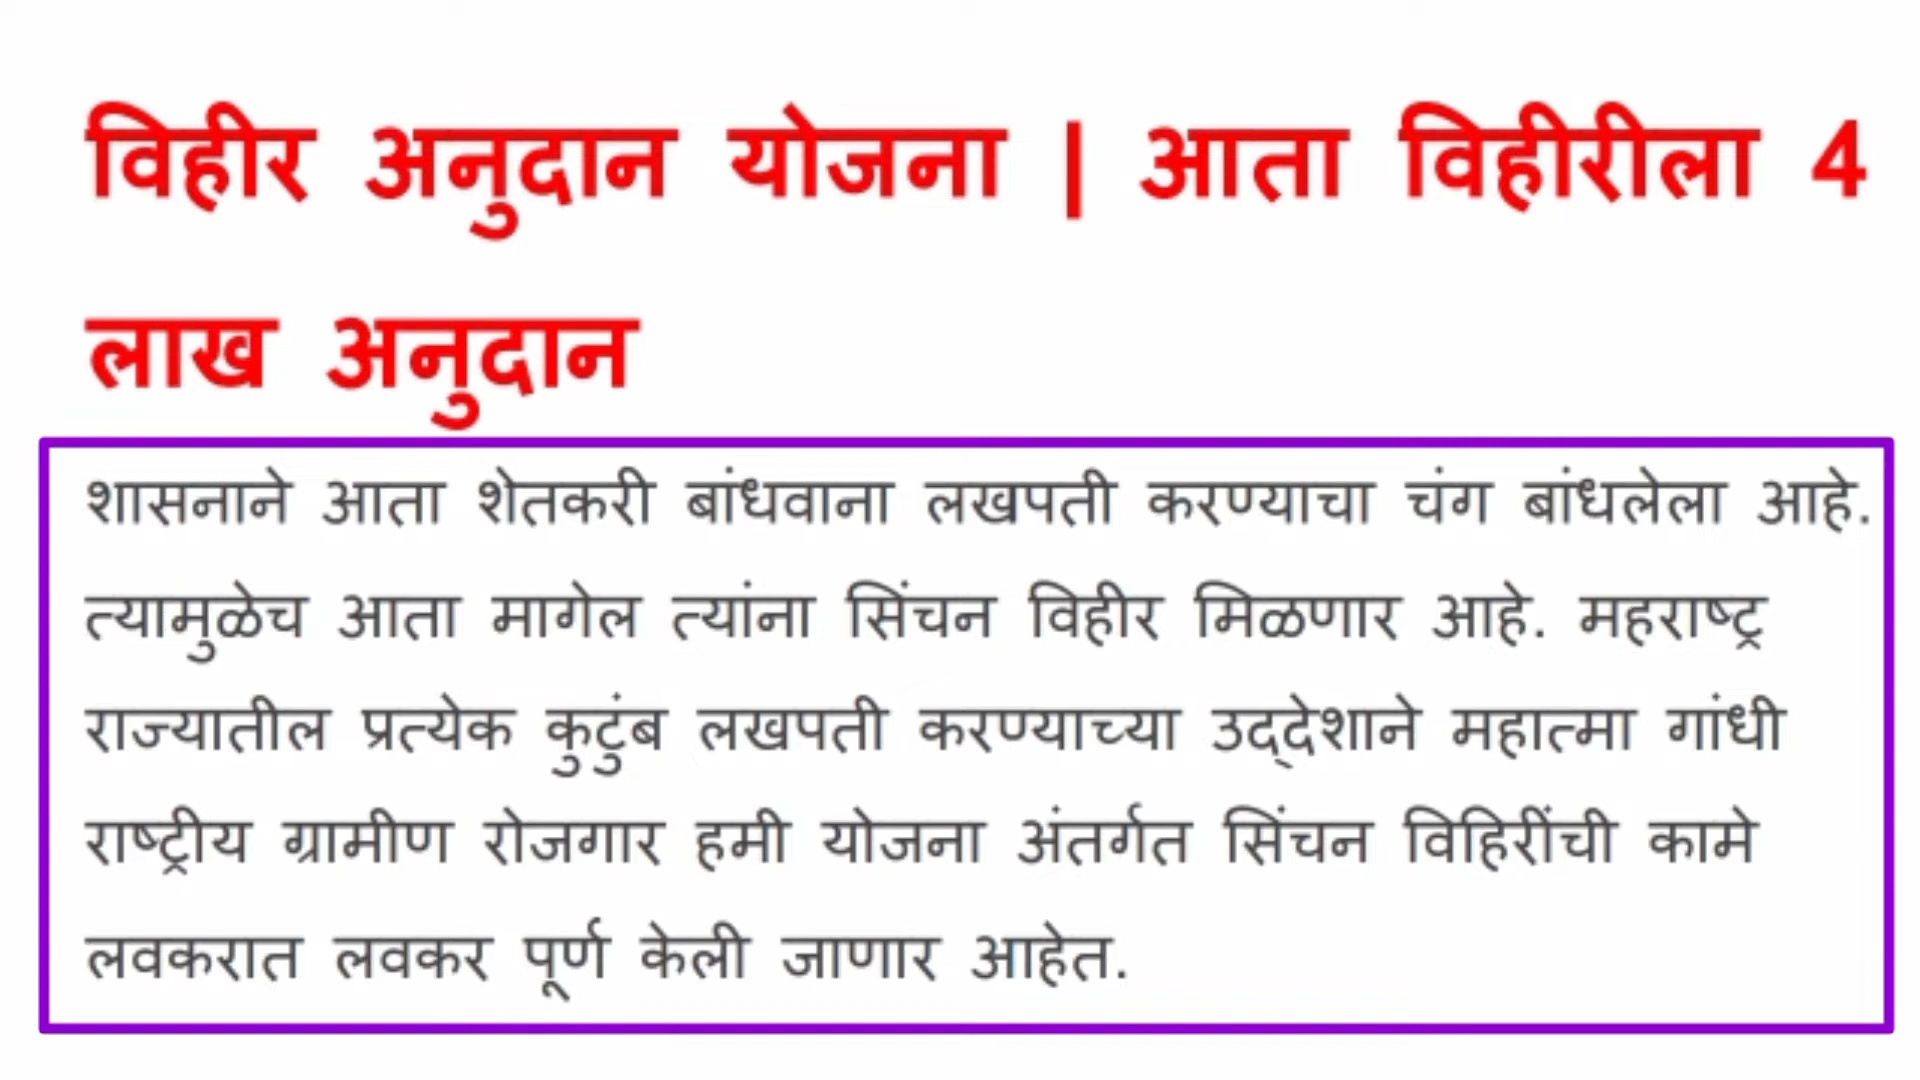 विहीर अनुदान योजना | आता विहीरीला 4
लाख अनुदान
शासनाने आता शेतकरी बांधवाना लखपती करण्याचा चंग बांधलेला आहे.
त्यामुळेच आता मागेल त्यांना सिंचन विहीर मिळणार आहे. महराष्ट्र
राज्यातील प्रत्येक कुटुंब लखपती करण्याच्या उद्देशाने महात्मा गांधी
राष्ट्रीय ग्रामीण रोजगार हमी योजना अंतर्गत सिंचन विहिरींची कामे
लवकरात लवकर पूर्ण केली जाणार आहेत.